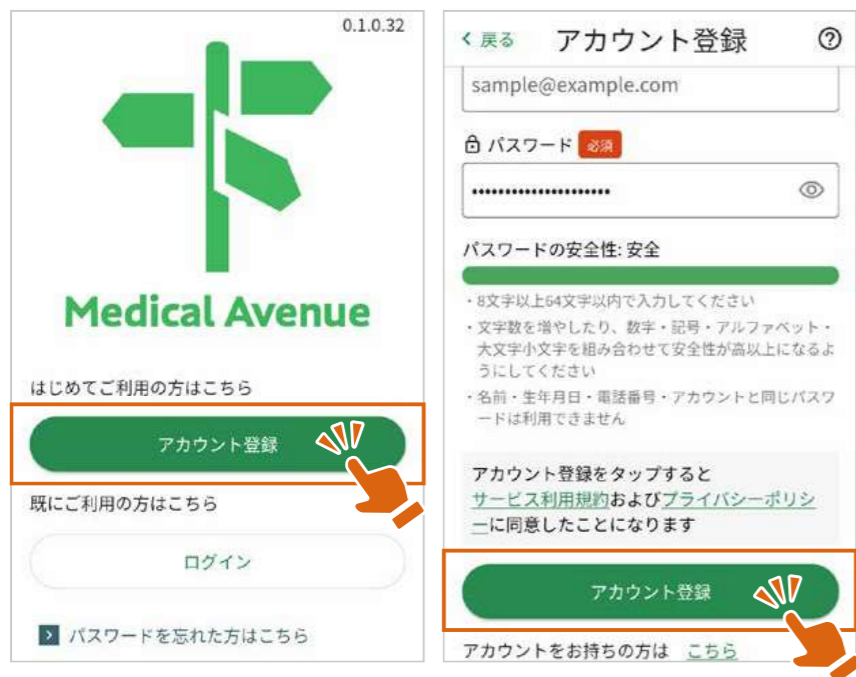 0.1.0.32
Medical Avenue
はじめてご利用の方はこちら
アカウント登録
既にご利用の方はこちら
ログイン
パスワードを忘れた方はこちら
戻る アカウント登録
sample@example.com
パスワード 必須
•••••••••••••••••••••
パスワードの安全性: 安全
・8文字以上64文字以内で入力してください
・文字数を増やしたり、数字・記号・アルファベット・
大文字小文字を組み合わせて安全性が高以上になるよ
うにしてください
・名前・生年月日・電話番号・アカウントと同じパスワ
ードは利用できません
アカウント登録をタップすると
サービス利用規約およびプライバシーポリシ
ーに同意したことになります
アカウント登録
アカウントをお持ちの方は こちら